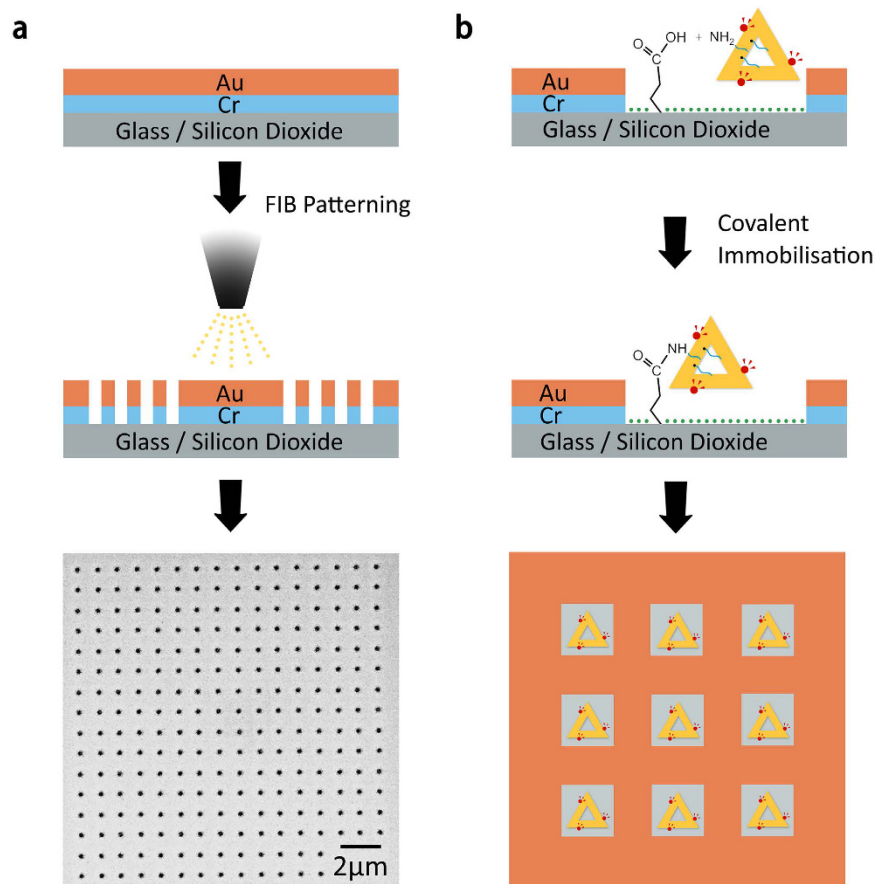 a
Au
Cr
Glass / Silicon Dioxide
FIB Patterning
Au
Cr
Glass / Silicon Dioxide
2μm
b
O
OH + NH2
C
Au
Cr
Glass / Silicon Dioxide
Covalent
Immobilisation
O
NH
C
Au
Cr
Glass / Silicon Dioxide